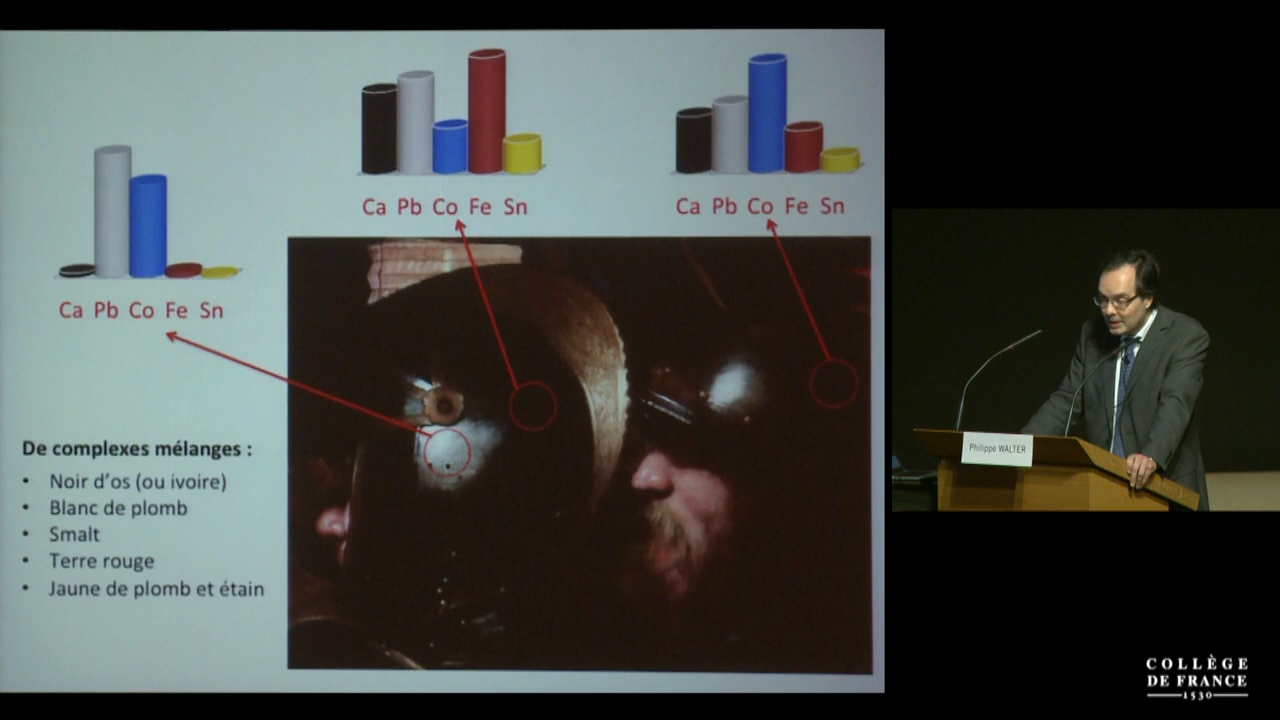 Ca Pb Co Fe Sn
Ca Pb Co Fe Sn
Ca Pb Co Fe Sn
De complexes mélanges :
• Noir d'os (ou ivoire)
• Blanc de plomb
• Smalt
• Terre rouge
• Jaune de plomb et étain
Philippe WALTER
COLLÈGE
DE FRANCE
1530